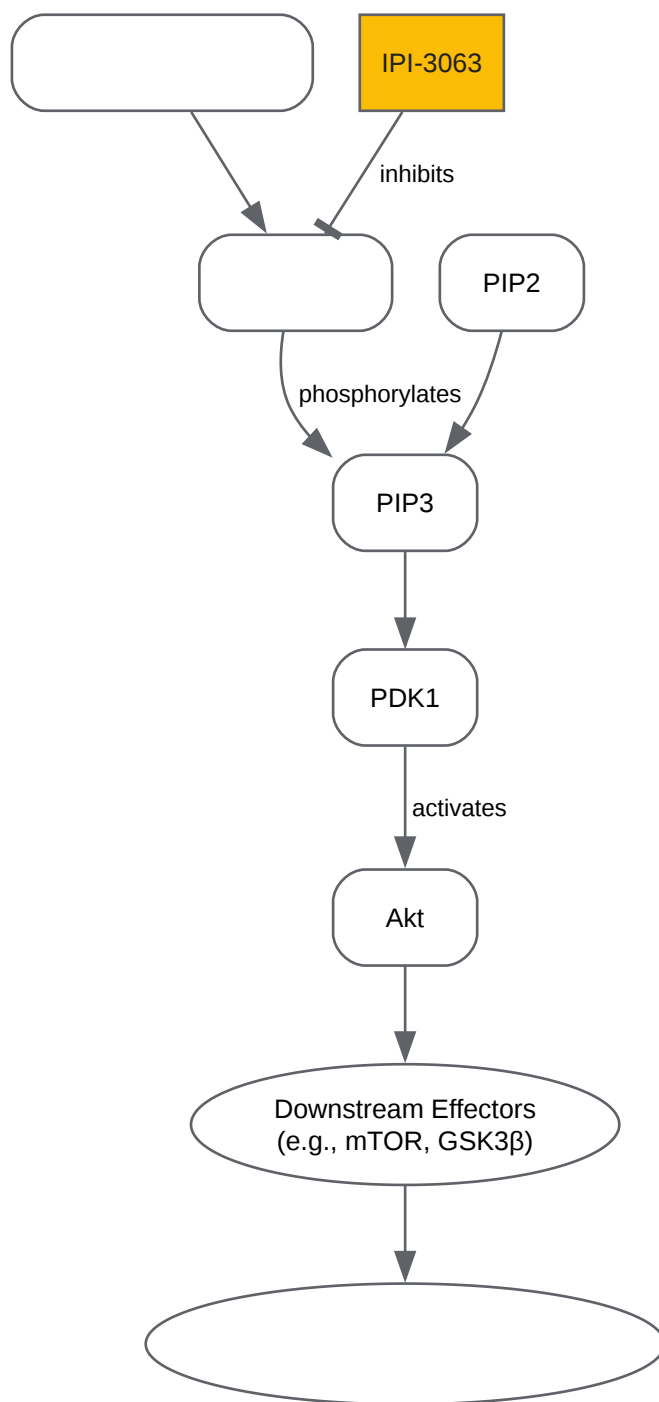 IPI-3063
inhibits
PIP2
phosphorylates
PIP3
PDK1
activates
Akt
Downstream Effectors
(e.g., mTOR, GSK3β)